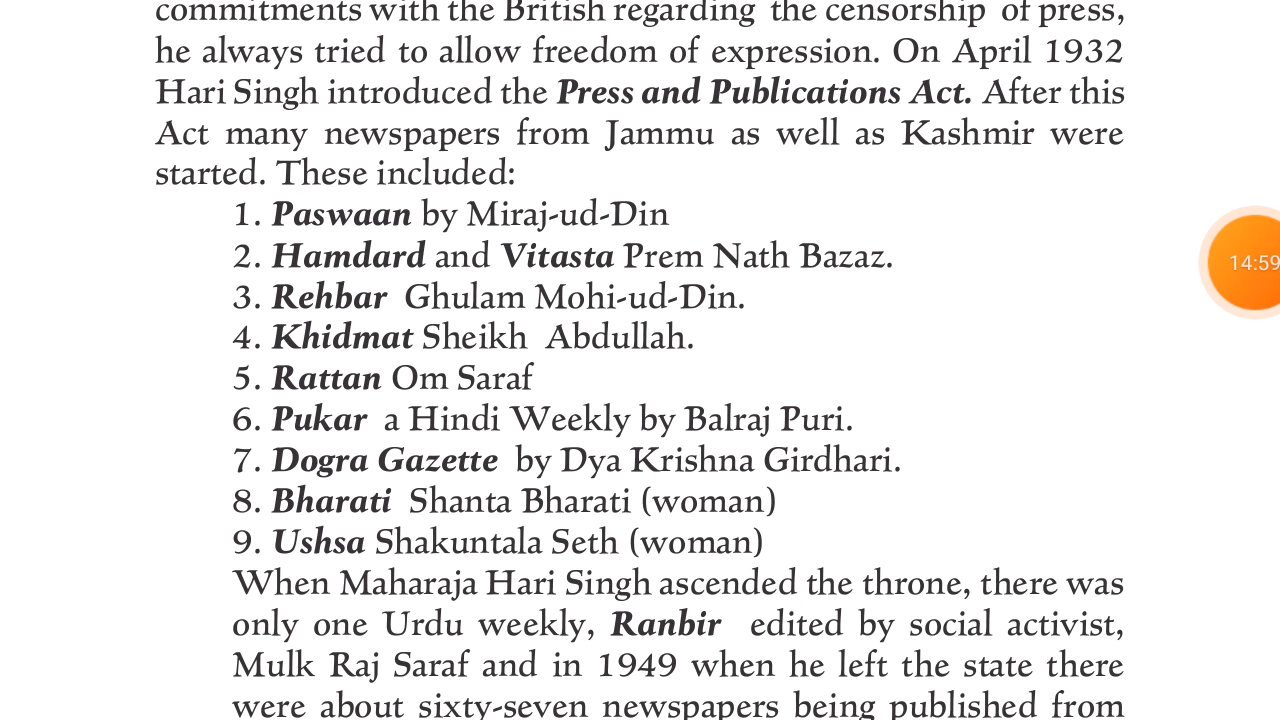 commitments with the British regarding the censorship of press,
he always tried to allow freedom of expression. On April 1932
Hari Singh introduced the Press and Publications Act. After this
Act many newspapers from Jammu as well as Kashmir were
started. These included:
1. Paswaan by Miraj-ud-Din
2. Hamdard and Vitasta Prem Nath Bazaz.
3. Rehbar Ghulam Mohi-ud-Din.
4. Khidmat Sheikh Abdullah.
5. Rattan Om Saraf
6. Pukar a Hindi Weekly by Balraj Puri.
7. Dogra Gazette by Dya Krishna Girdhari.
8. Bharati Shanta Bharati (woman)
9. Ushsa Shakuntala Seth (woman)
When Maharaja Hari Singh ascended the throne, there was
only one Urdu weekly, Ranbir edited by social activist,
Mulk Raj Saraf and in 1949 when he left the state there
were about sixty-seven newspapers being published from
14:59